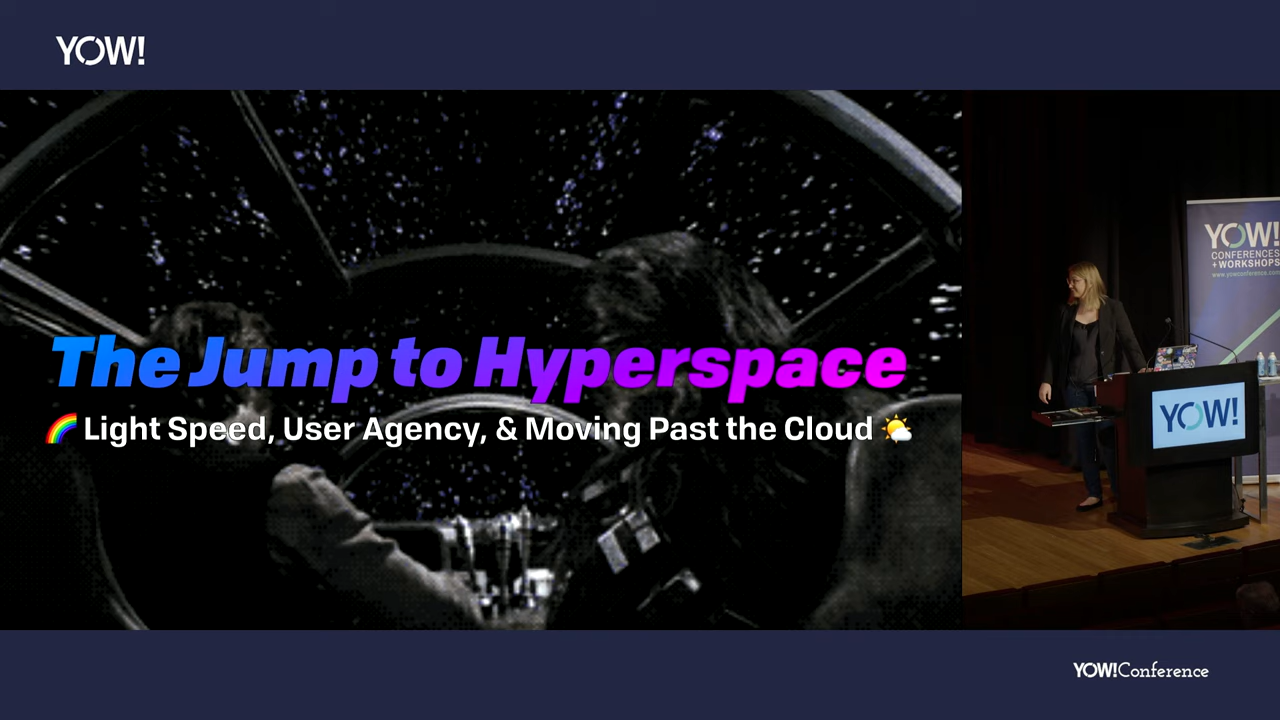 YOW!
The Jump to Hyperspace
🌈 Light Speed, User Agency, & Moving Past the Cloud 🌤️
YOW!
CONFERENCES
+WORKSHOPS
www.yowconference.com
YOW!
YOW!Conference